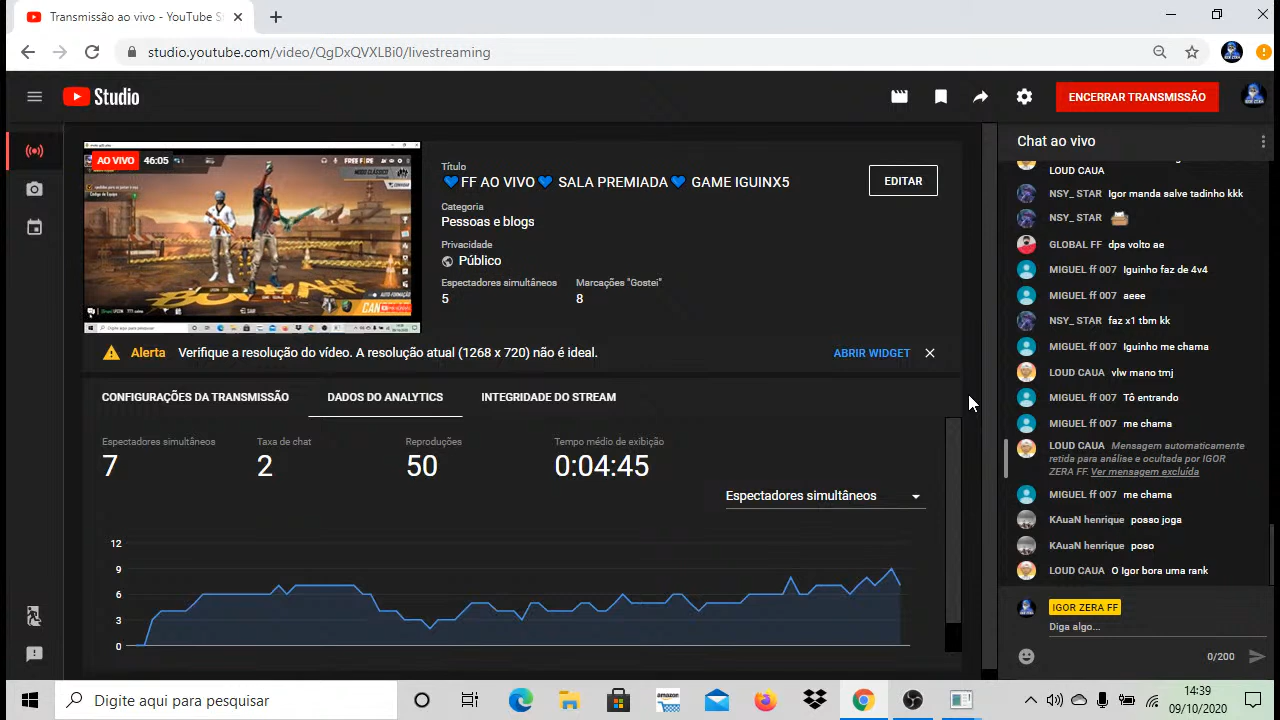 Transmissão ao vivo - YouTube S
studio.youtube.com/video/QgDxQVXLBi0/livestreaming
Studio
ENCERRAR TRANSMISSÃO
AO VIVO
46:05
FREE FIRE
MODO CLÁSSICO
Título
💙FF AO VIVO💙 SALA PREMIADA💙 GAME IGUINX5
EDITAR
Categoria
Pessoas e blogs
Privacidade
Público
Espectadores simultâneos
5
Marcações "Gostei"
8
Alerta Verifique a resolução do vídeo. A resolução atual (1268 x 720) não é ideal.
ABRIR WIDGET
CONFIGURAÇÕES DA TRANSMISSÃO
DADOS DO ANALYTICS
INTEGRIDADE DO STREAM
Espectadores simultâneos
7
Taxa de chat
2
Reproduções
50
Tempo médio de exibição
0:04:45
Espectadores simultâneos
12
9
6
3
0
Chat ao vivo
LOUD CAUA
NSY_ STAR Igor manda salve tadinho kkk
NSY_ STAR
GLOBAL FF dps volto ae
MIGUEL ff 007 Iguinho faz de 4v4
MIGUEL ff 007 aeee
NSY_ STAR faz x1 tbm kk
MIGUEL ff 007 Iguinho me chama
LOUD CAUA vlw mano tmj
MIGUEL ff 007 Tô entrando
MIGUEL ff 007 me chama
LOUD CAUA Mensagem automaticamente
retida para análise e ocultada por IGOR
ZERA FF. Ver mensagem excluída
MIGUEL ff 007 me chama
KAuaN henrique posso joga
KAuaN henrique poso
LOUD CAUA O Igor bora uma rank
IGOR ZERA FF
Diga algo...
0/200
Digite aqui para pesquisar
amazon
14:39
09/10/2020